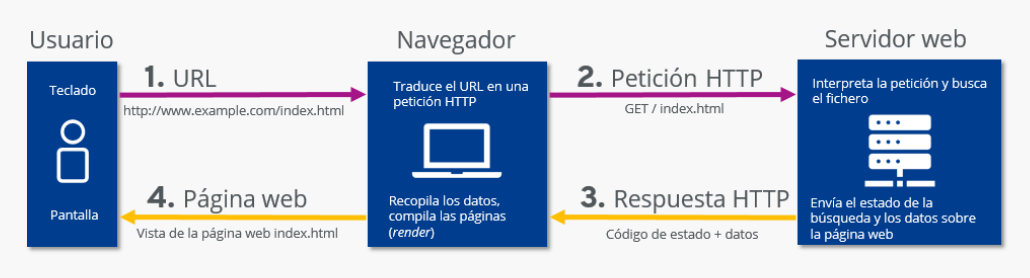 Usuario
Navegador
Servidor web
Teclado
1. URL
http://www.example.com/index.html
Traduce el URL en una
petición HTTP
2. Petición HTTP
GET / index.html
Interpreta la petición y busca
el fichero
Pantalla
4. Página web
Vista de la página web index.html
Recopila los datos,
compila las páginas
(render)
3. Respuesta HTTP
Código de estado + datos
Envía el estado de la
búsqueda y los datos sobre
la página web